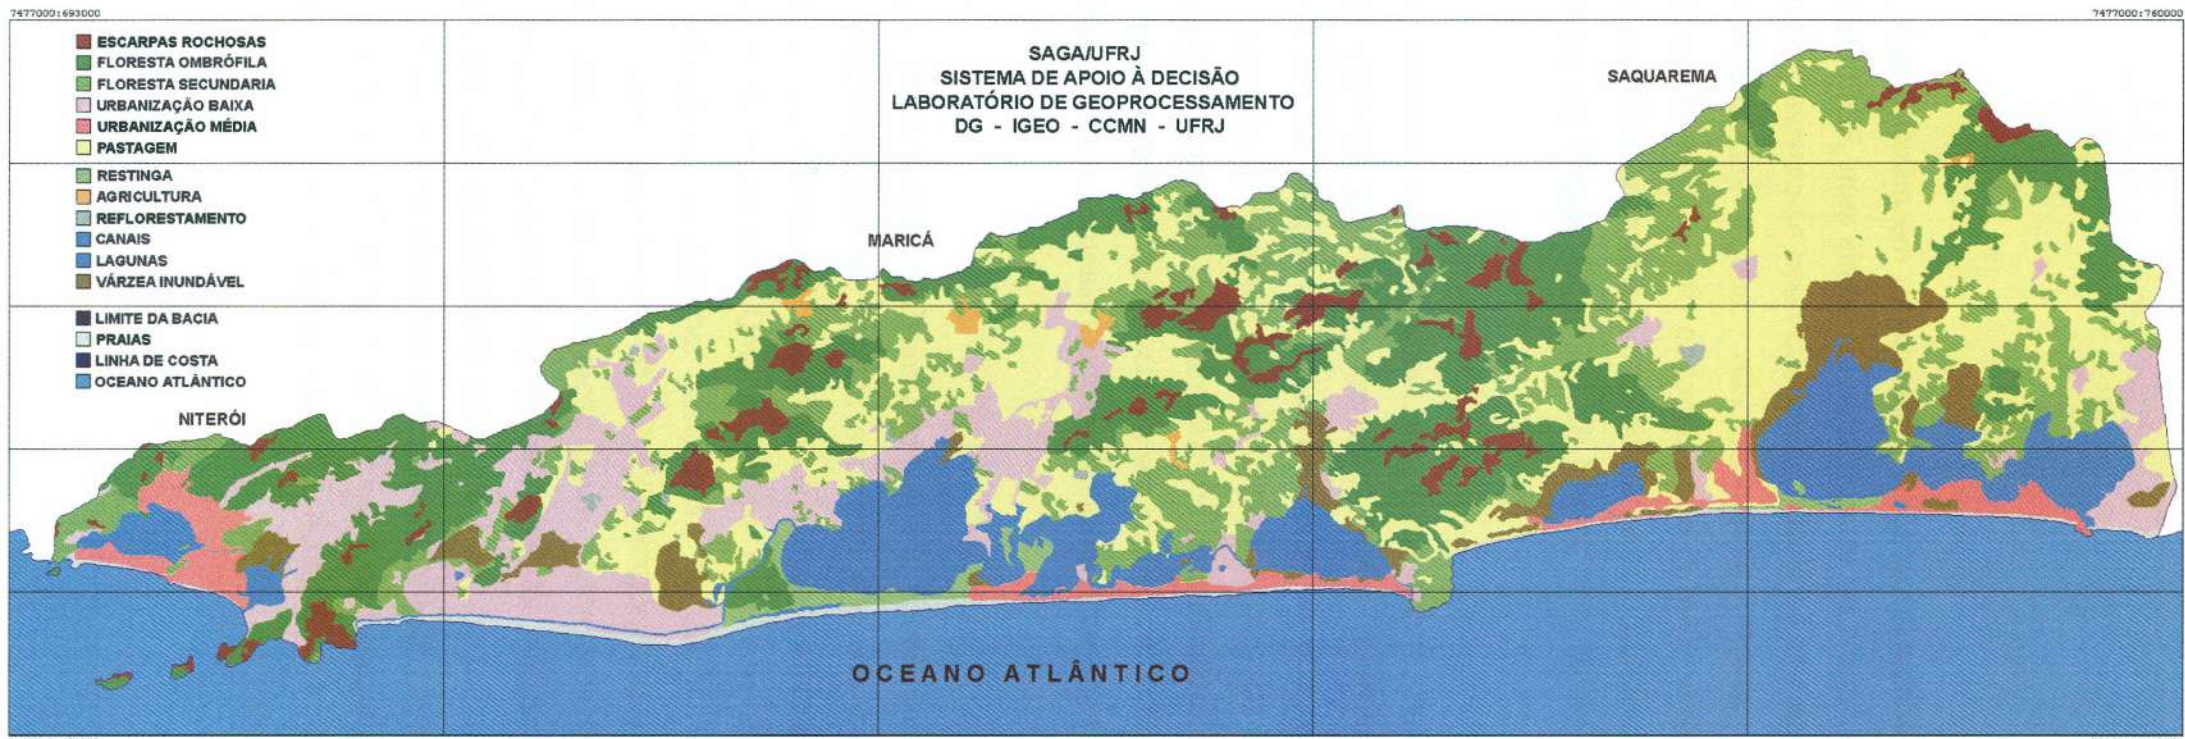 7477000:693000
7477000:760000
ESCARPAS ROCHOSAS
FLORESTA OMBRÓFILA
FLORESTA SECUNDARIA
URBANIZAÇÃO BAIXA
URBANIZAÇÃO MÉDIA
PASTAGEM
RESTINGA
AGRICULTURA
REFLORESTAMENTO
CANAIS
LAGUNAS
VÁRZEA INUNDÁVEL
LIMITE DA BACIA
PRAIAS
LINHA DE COSTA
OCEANO ATLÂNTICO
SAGA/UFRJ
SISTEMA DE APOIO À DECISÃO
LABORATÓRIO DE GEOPROCESSAMENTO
DG - IGEO - CCMN - UFRJ
SAQUAREMA
MARICÁ
NITERÓI
OCEANO ATLÂNTICO